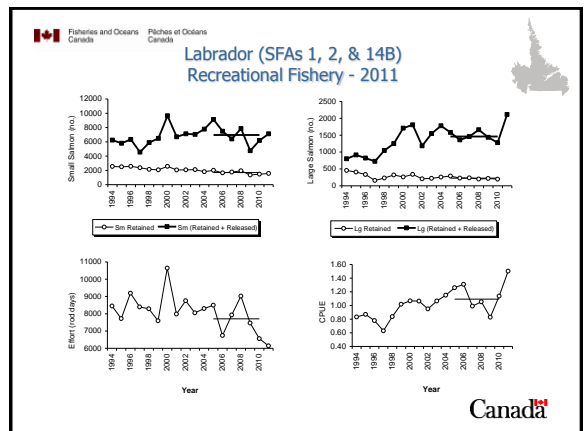 Fisheries and Oceans Pêches et Océans
Canada Canada
Labrador (SFAs 1, 2, & 14B)
Recreational Fishery - 2011
Small Salmon (no.)
12000
10000
8000
6000
4000
2000
0
1994 1996 1998 2000 2002 2004 2006 2008 2010
Sm Retained Sm (Retained + Released)
Large Salmon (no.)
2500
2000
1500
1000
500
0
1994 1996 1998 2000 2002 2004 2006 2008 2010
Lg Retained Lg (Retained + Released)
Effort (rod days)
11000
10000
9000
8000
7000
6000
1994 1996 1998 2000 2002 2004 2006 2008 2010
Year
CPUE
1.60
1.40
1.20
1.00
0.80
0.60
0.40
1994 1996 1998 2000 2002 2004 2006 2008 2010
Year
Canada